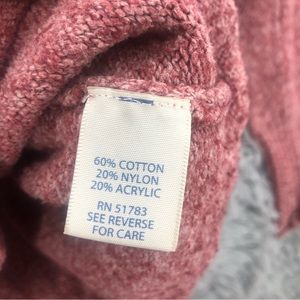 60% COTTON
20% NYLON
20% ACRYLIC
RN 51783
SEE REVERSE
FOR CARE